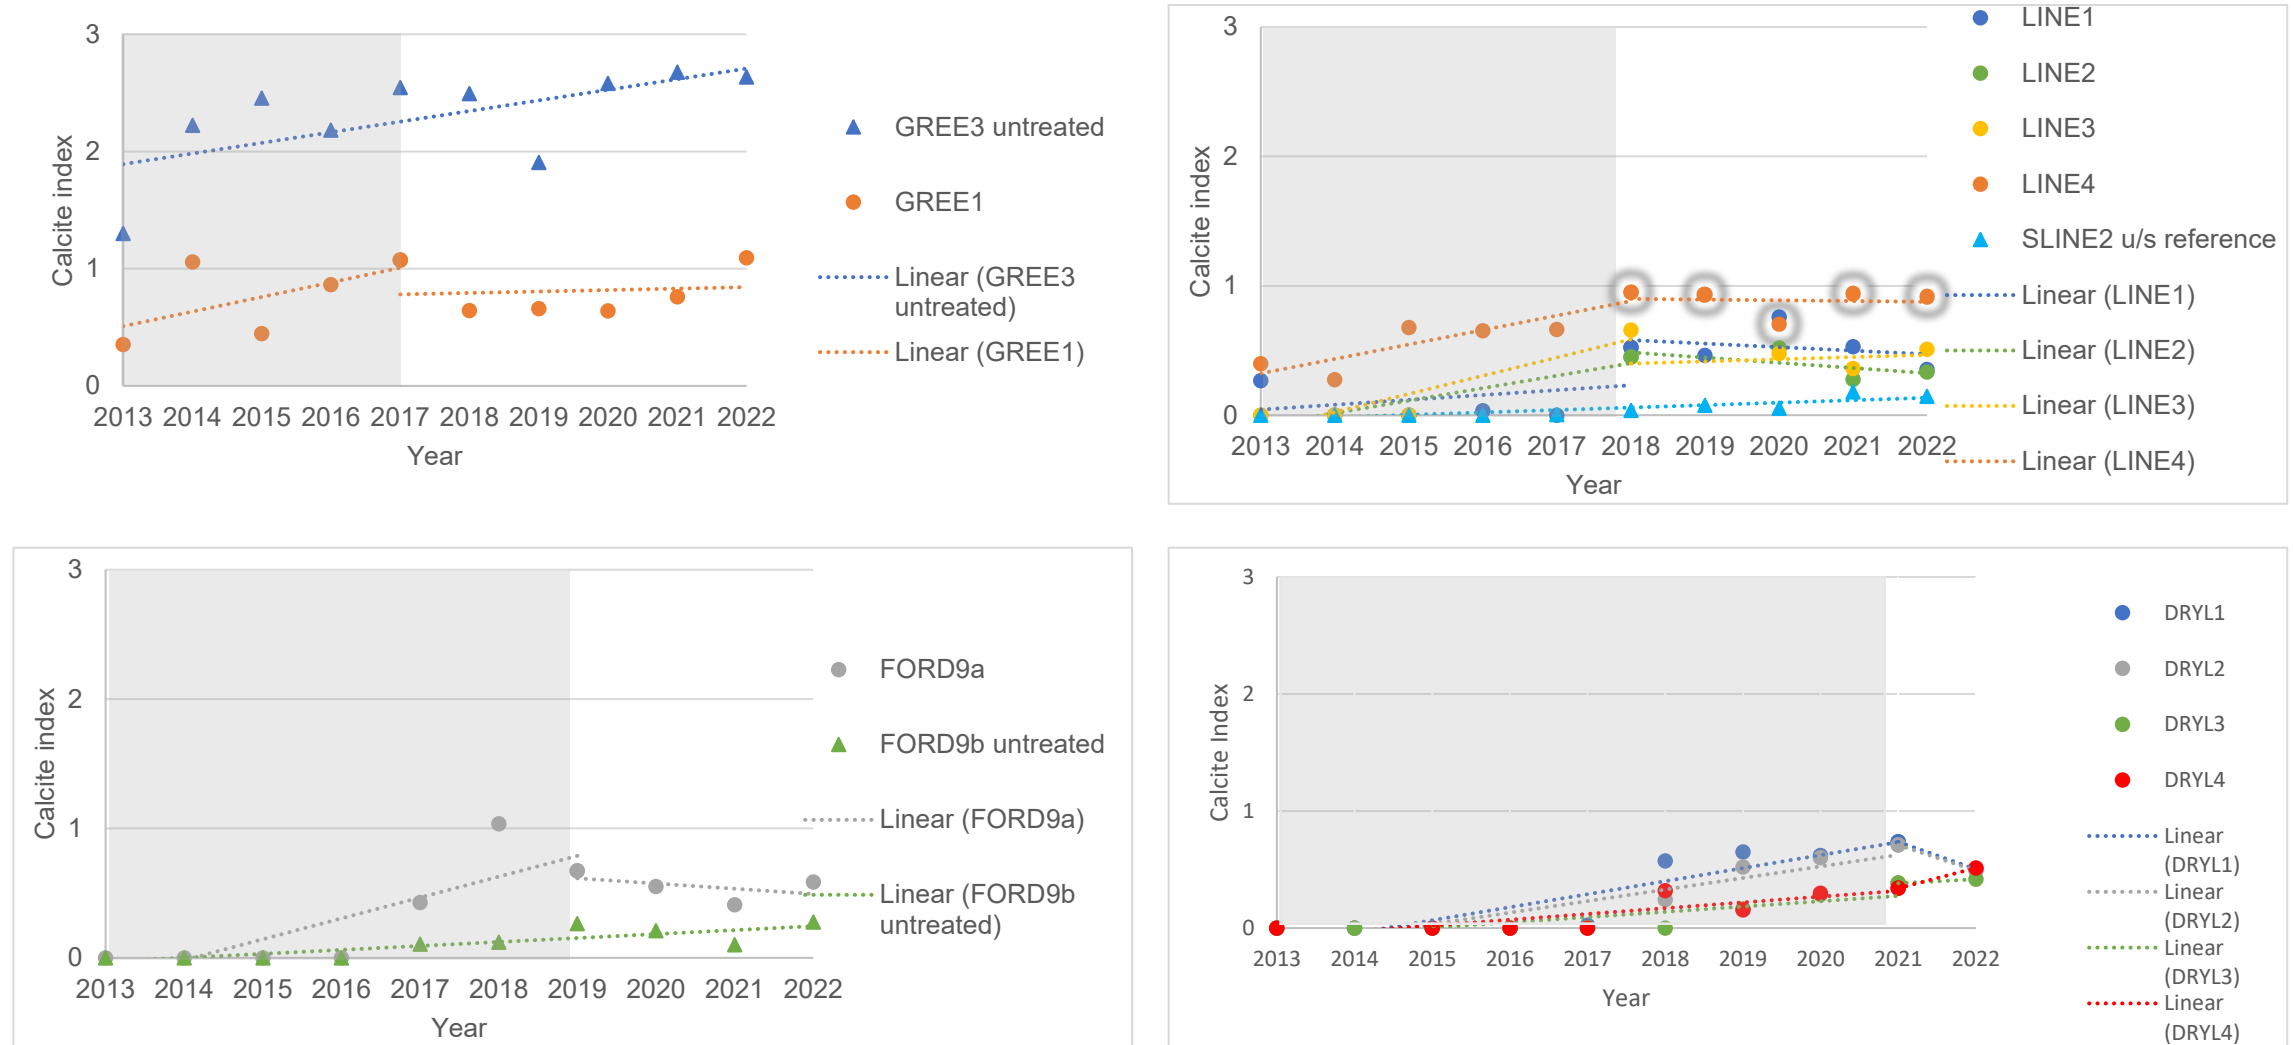 3
2
1
0
Calcite index
2013 2014 2015 2016 2017 2018 2019 2020 2021 2022
Year
GREE3 untreated
GREE1
Linear (GREE3
untreated)
Linear (GREE1)
3
2
1
0
Calcite index
2013 2014 2015 2016 2017 2018 2019 2020 2021 2022
Year
LINE1
LINE2
LINE3
LINE4
SLINE2 u/s reference
Linear (LINE1)
Linear (LINE2)
Linear (LINE3)
Linear (LINE4)
3
2
1
0
Calcite index
2013 2014 2015 2016 2017 2018 2019 2020 2021 2022
Year
FORD9a
FORD9b untreated
Linear (FORD9a)
Linear (FORD9b
untreated)
3
2
1
0
Calcite Index
2013 2014 2015 2016 2017 2018 2019 2020 2021 2022
Year
DRYL1
DRYL2
DRYL3
DRYL4
Linear
(DRYL1)
Linear
(DRYL2)
Linear
(DRYL3)
Linear
(DRYL4)